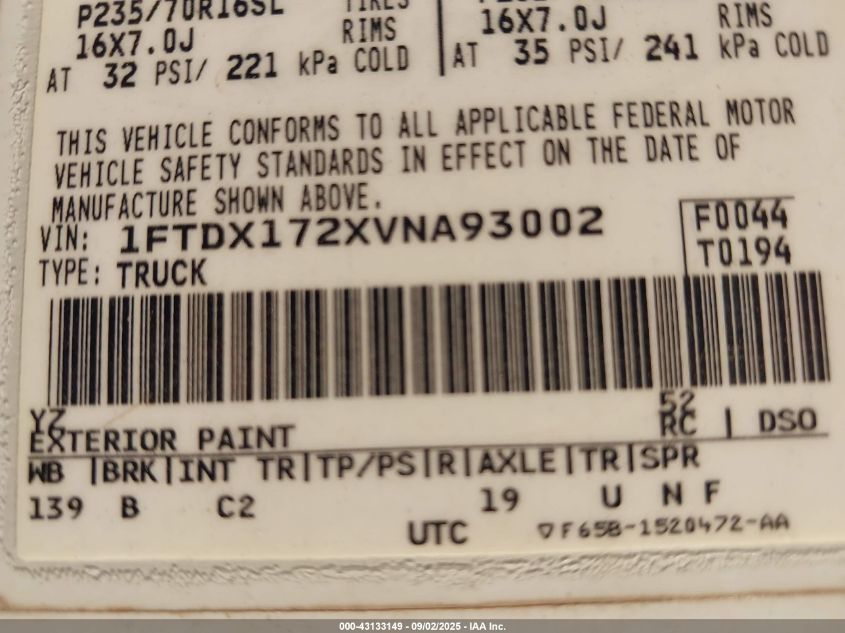 P235/70R16SL TIRES
16X7.0J RIMS
AT 32 PSI/ 221 kPa COLD
16X7.0J RIMS
AT 35 PSI/ 241 kPa COLD
THIS VEHICLE CONFORMS TO ALL APPLICABLE FEDERAL MOTOR
VEHICLE SAFETY STANDARDS IN EFFECT ON THE DATE OF
MANUFACTURE SHOWN ABOVE.
VIN: 1FTDX172XVNA93002
F0044
TYPE: TRUCK
T0194
YZ 52
EXTERIOR PAINT RC | DSO
WB |BRK|INT TR|TP/PS|R|AXLE|TR|SPR
139 B C2 19 U N F
UTC ▽F65B-1520472-AA
000-43133149 - 09/02/2025 - IAA Inc.